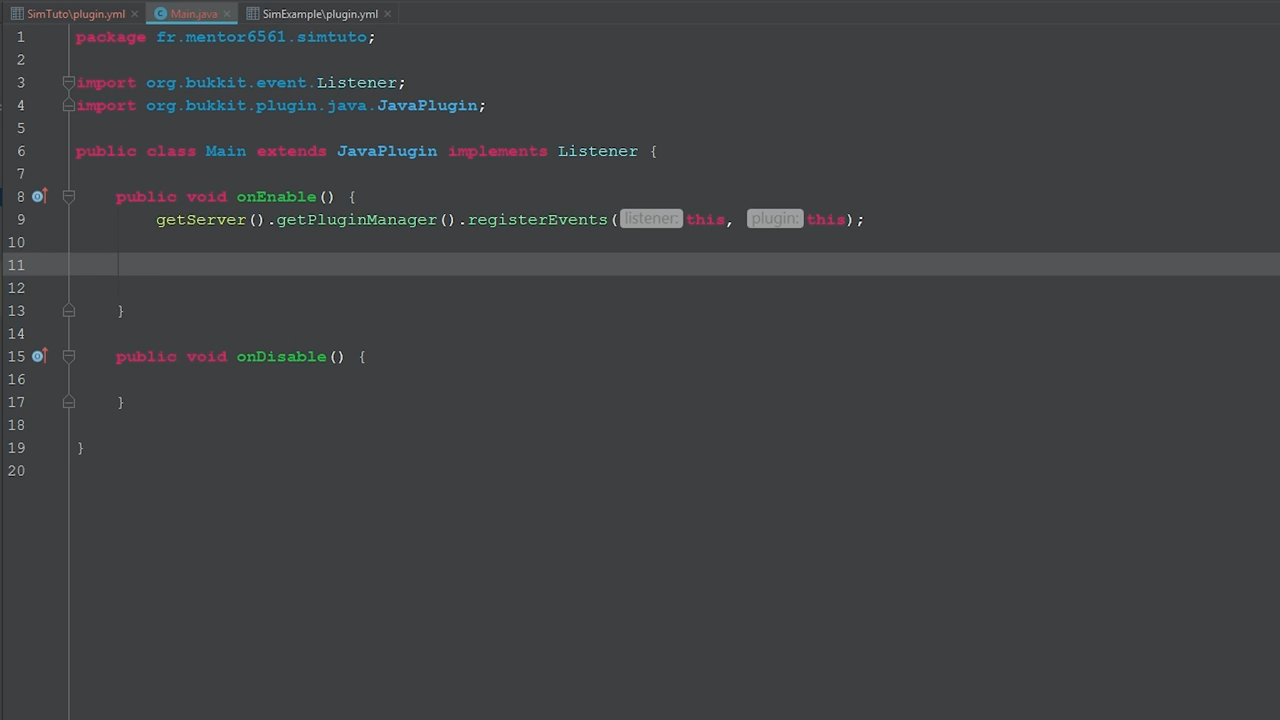 SimTuto\plugin.yml Main.java SimExample\plugin.yml
1 package fr.mentor6561.simtuto;
2
3 import org.bukkit.event.Listener;
4 import org.bukkit.plugin.java.JavaPlugin;
5
6 public class Main extends JavaPlugin implements Listener {
7
8 public void onEnable() {
9 getServer().getPluginManager().registerEvents(listener: this, plugin: this);
10
11
12
13 }
14
15 public void onDisable() {
16
17 }
18
19 }
20